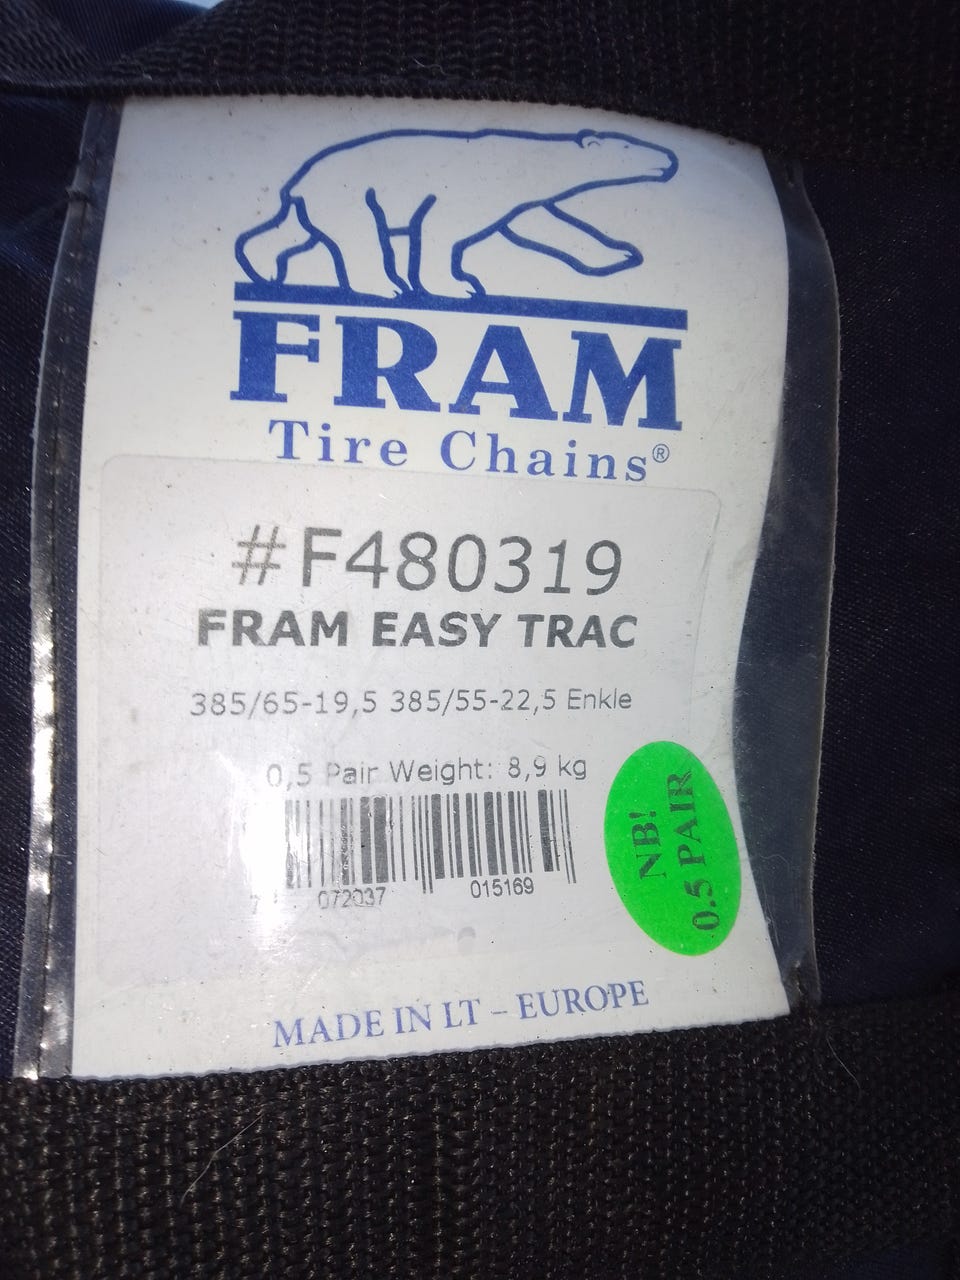 FRAM
Tire Chains®
#F480319
FRAM EASY TRAC
385/65-19,5 385/55-22,5 Enkle
0,5 Pair Weight: 8,9 kg
7 072037 015169
NB!
0.5 PAIR
MADE IN LT – EUROPE